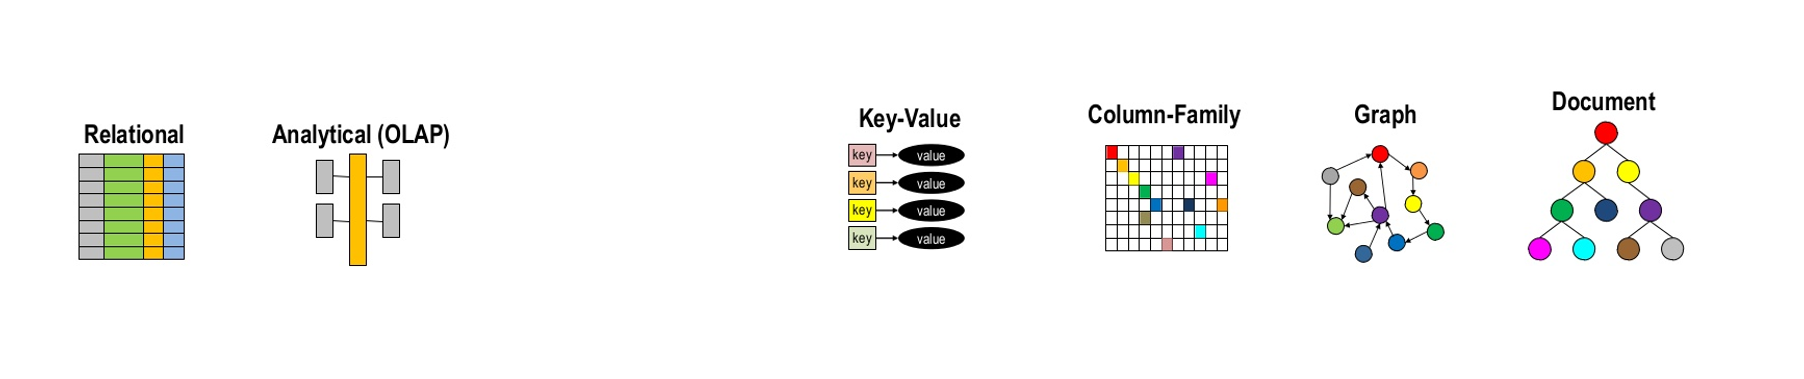 Relational
Analytical (OLAP)
Key-Value
key value
key value
key value
key value
Column-Family
Graph
Document